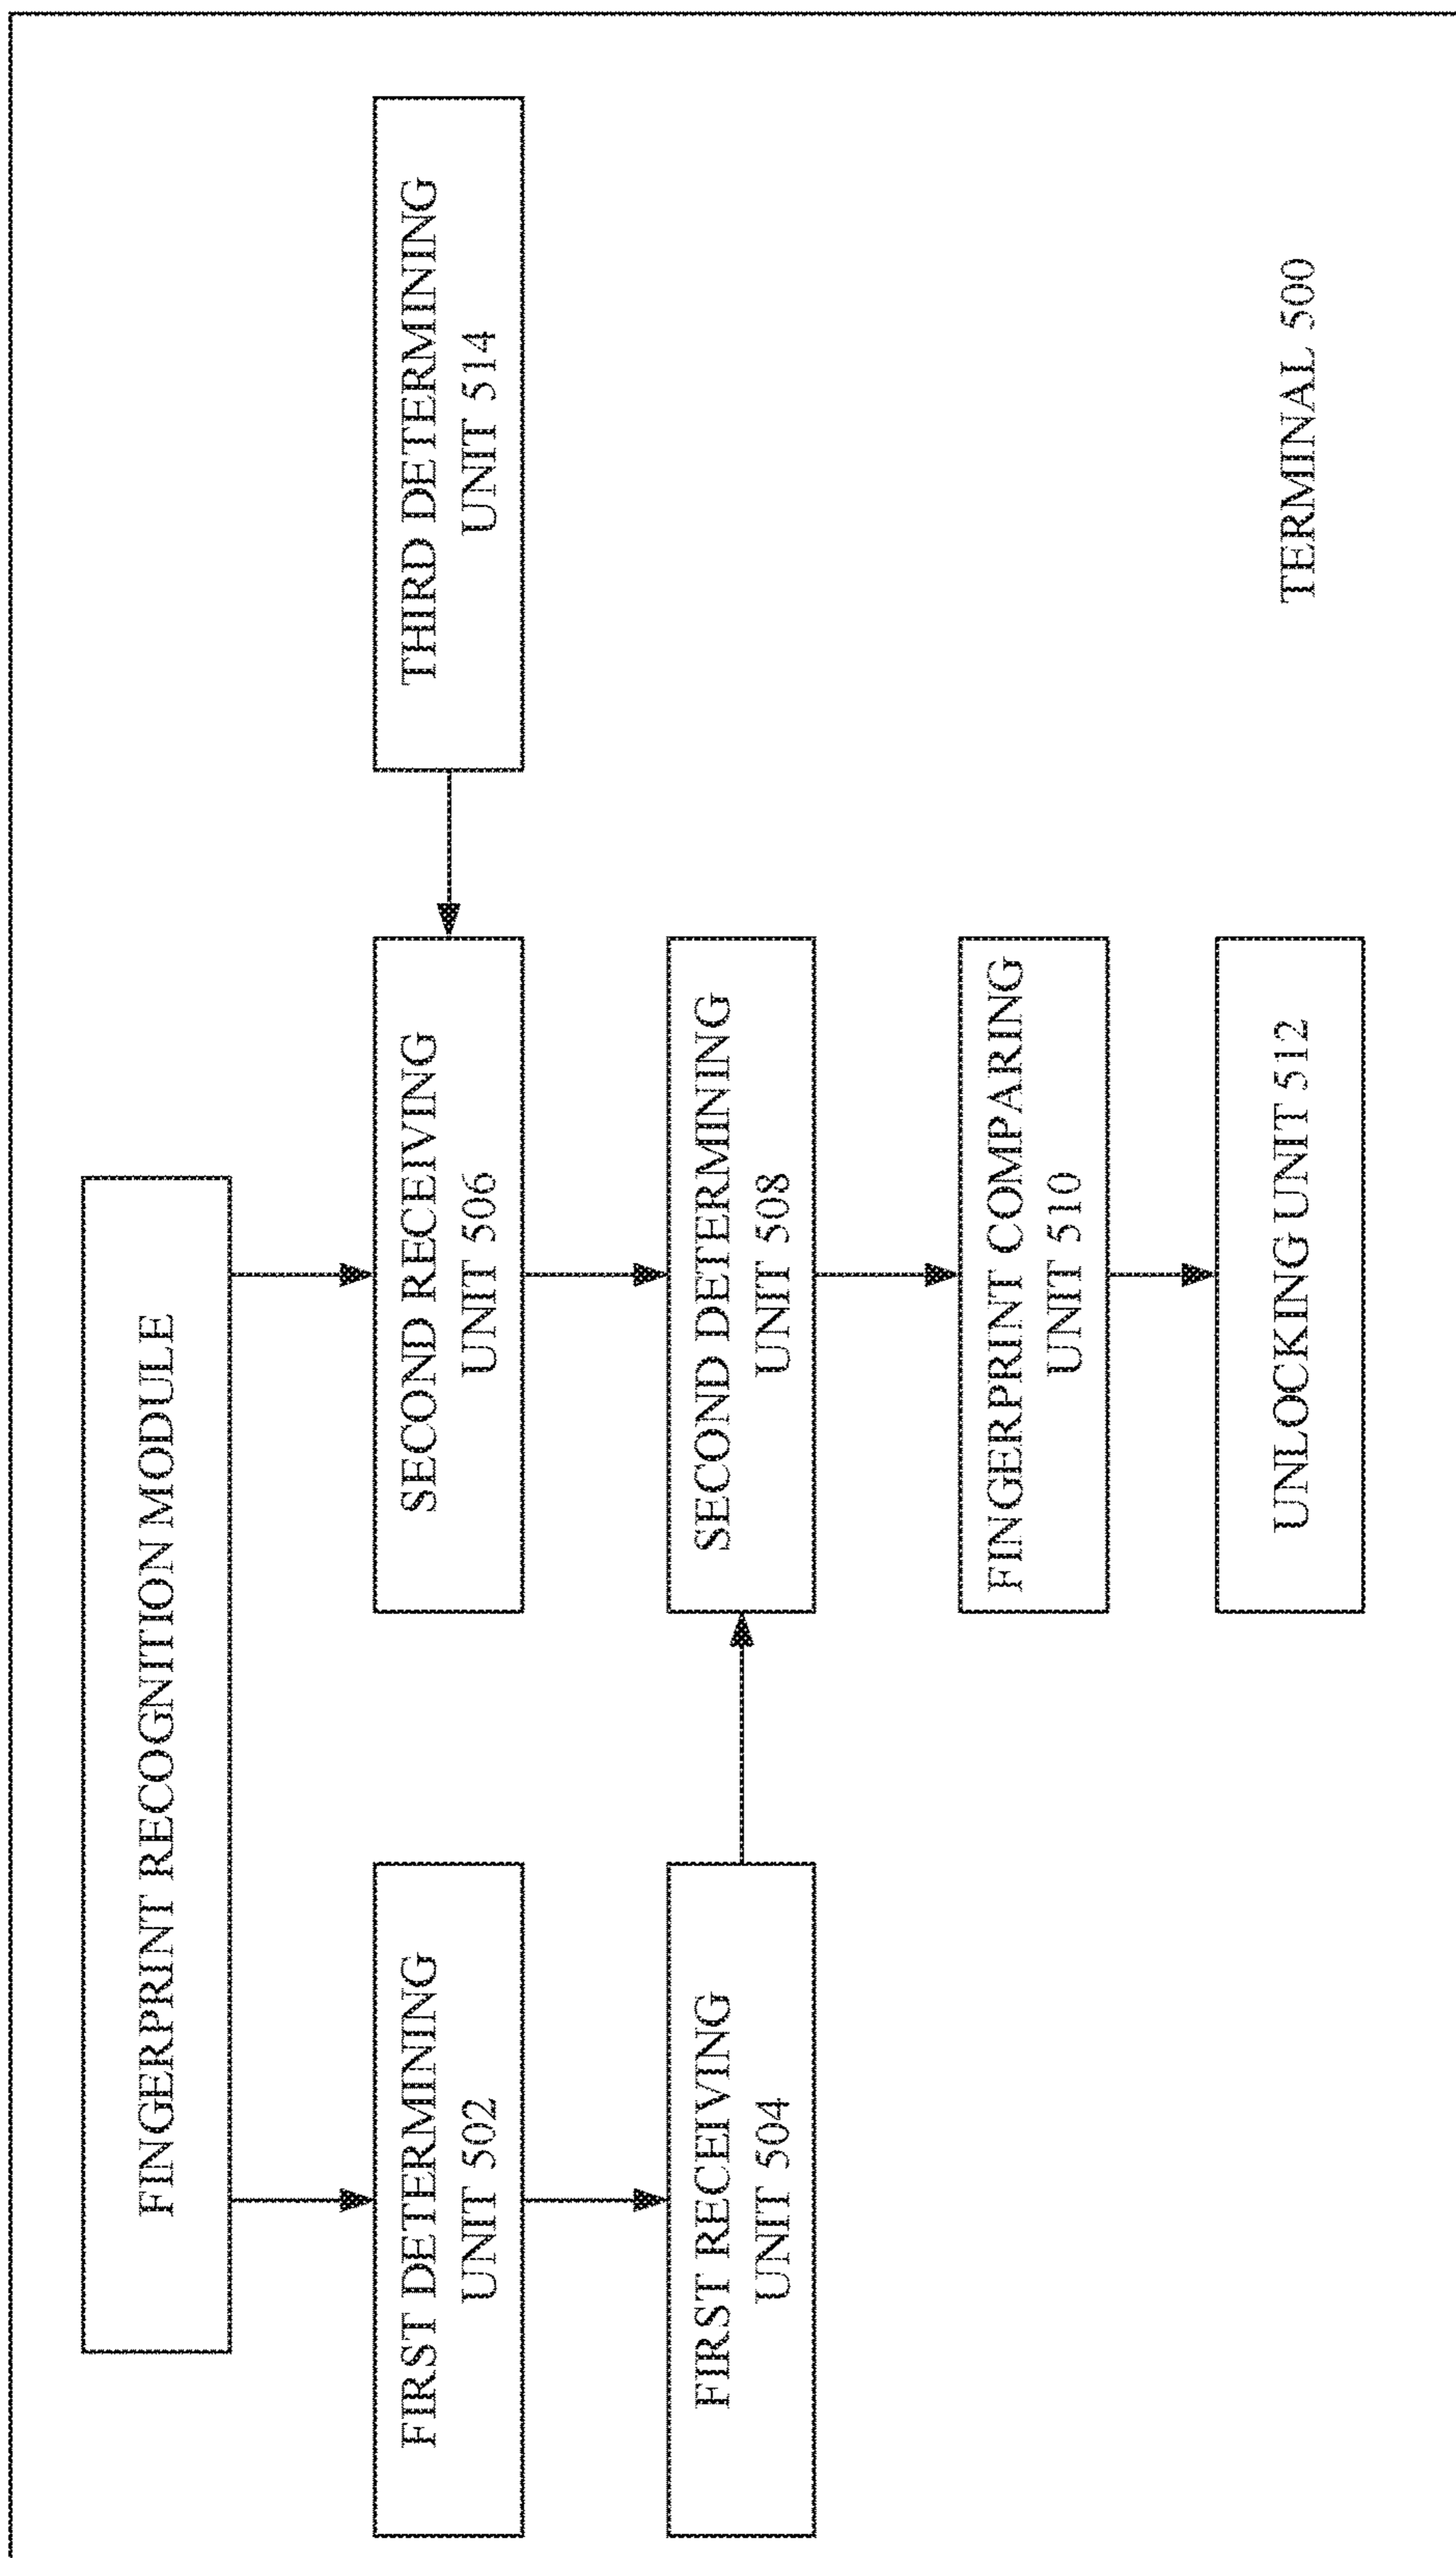 FINGERPRINT RECOGNITION MODULE
FIRST DETERMINING
UNIT 502
SECOND RECEIVING
UNIT 506
THIRD DETERMINING
UNIT 514
FIRST RECEIVING
UNIT 504
SECOND DETERMINING
UNIT 508
FINGERPRINT COMPARING
UNIT 510
UNLOCKING UNIT 512
TERMINAL 500